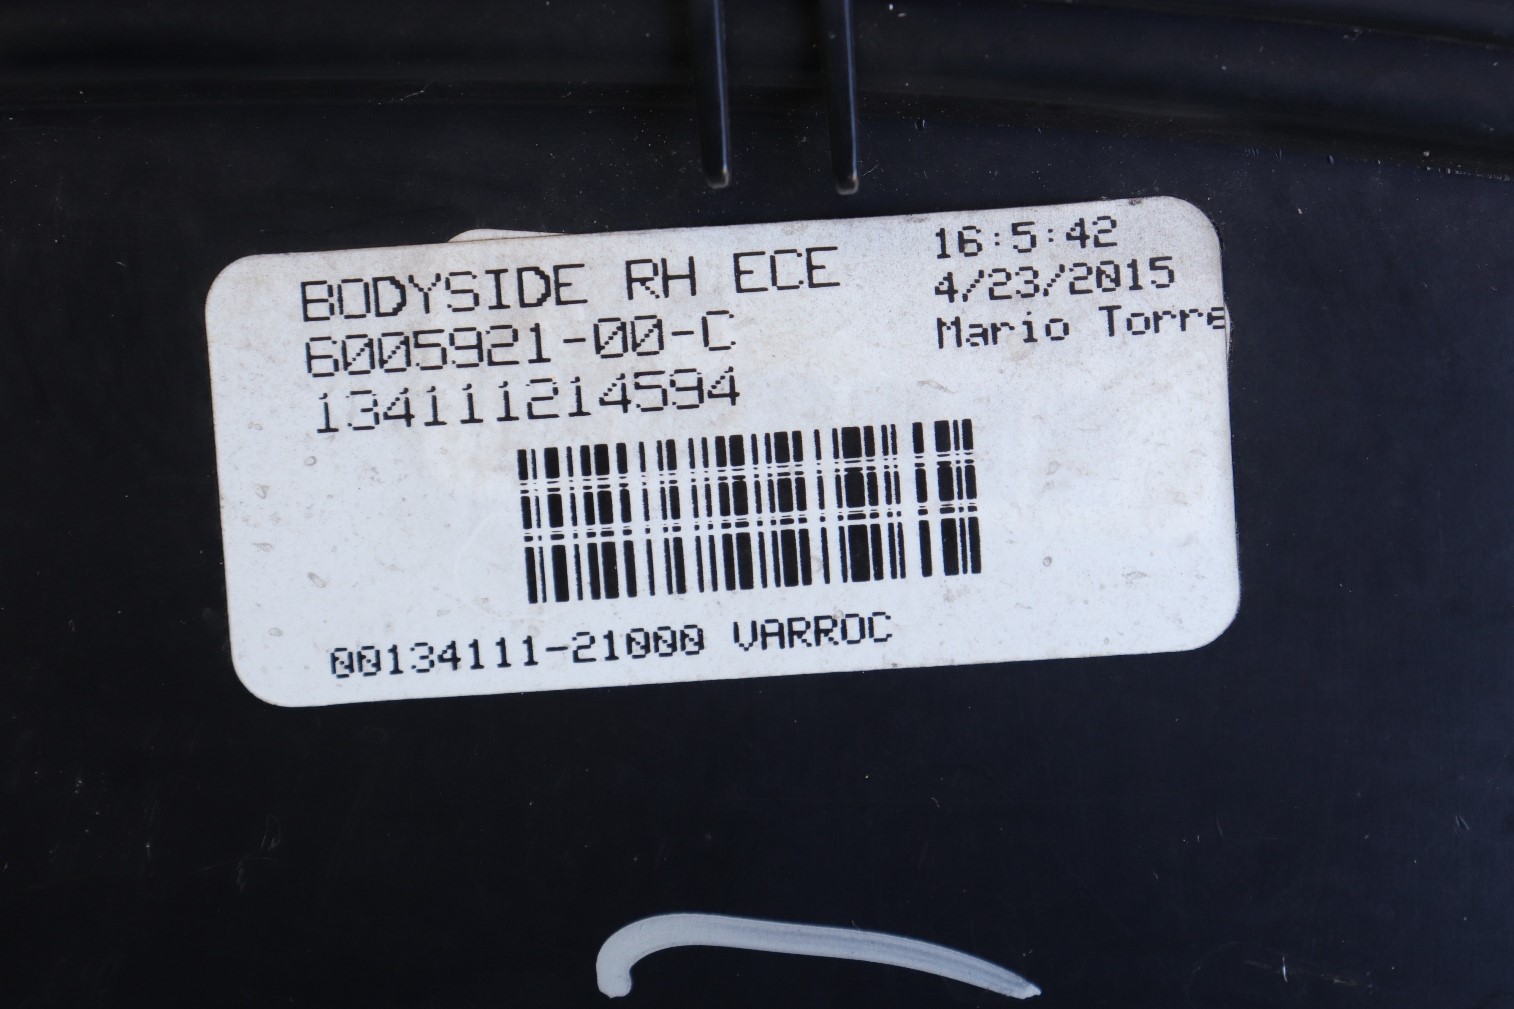 BODYSIDE RH ECE
6005921-00-C
134111214594
16:5:42
4/23/2015
Mario Torre
00134111-21000 VARROC